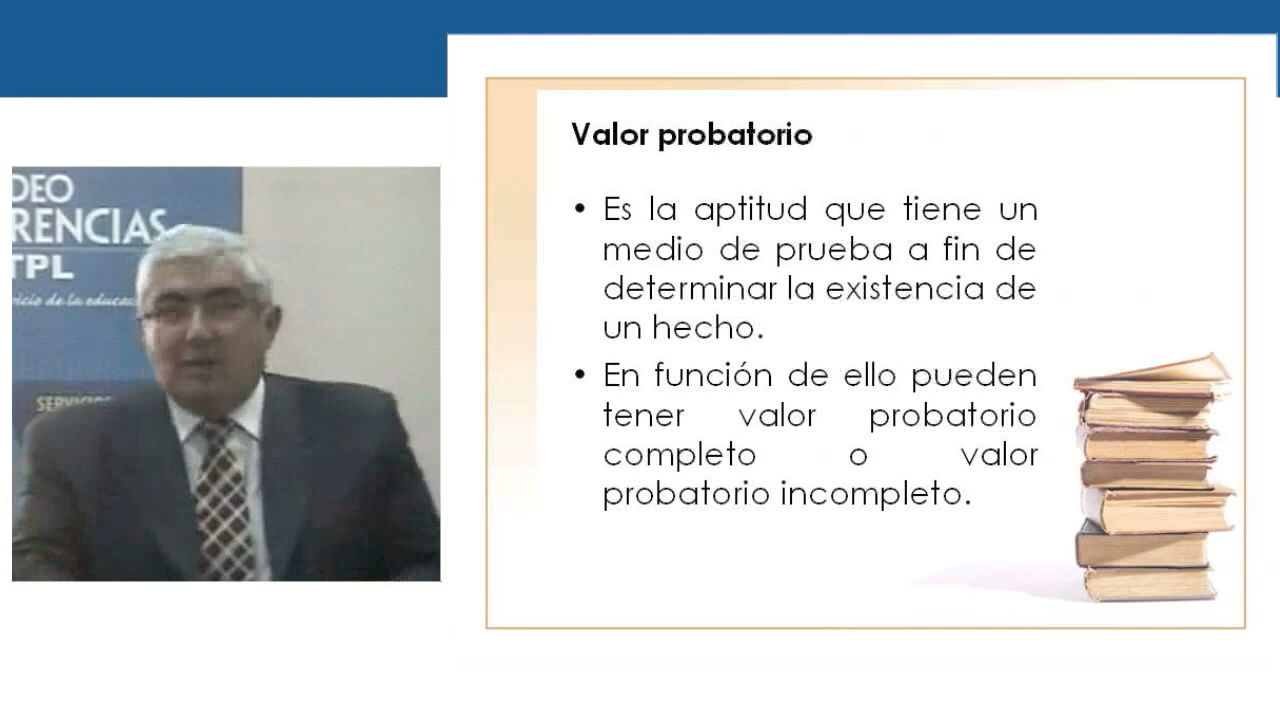 DEO
RENCIAS
TPL
SERVICIOS
Valor probatorio
• Es la aptitud que tiene un
medio de prueba a fin de
determinar la existencia de
un hecho.
• En función de ello pueden
tener valor probatorio
completo o valor
probatorio incompleto.